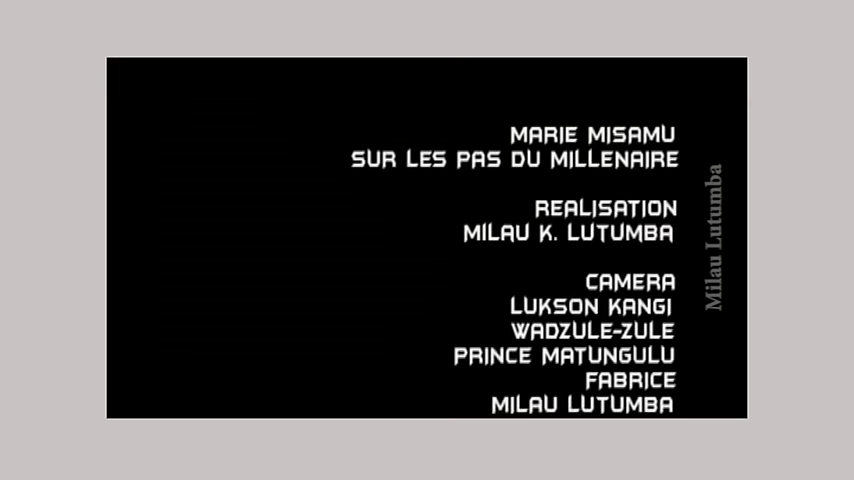 MARIE MISAMU
SUR LES PAS DU MILLENAIRE
REALISATION
MILAU K. LUTUMBA
CAMERA
LUKSON KANGI
WADZULE-ZULE
PRINCE MATUNGULU
FABRICE
MILAU LUTUMBA
Milau Lutumba